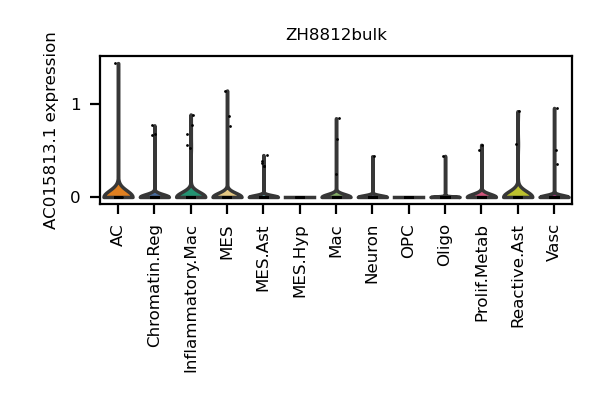 ZH8812bulk
AC015813.1 expression
1
0
AC
Chromatin.Reg
Inflammatory.Mac
MES
MES.Ast
MES.Hyp
Mac
Neuron
OPC
Oligo
Prolif.Metab
Reactive.Ast
Vasc